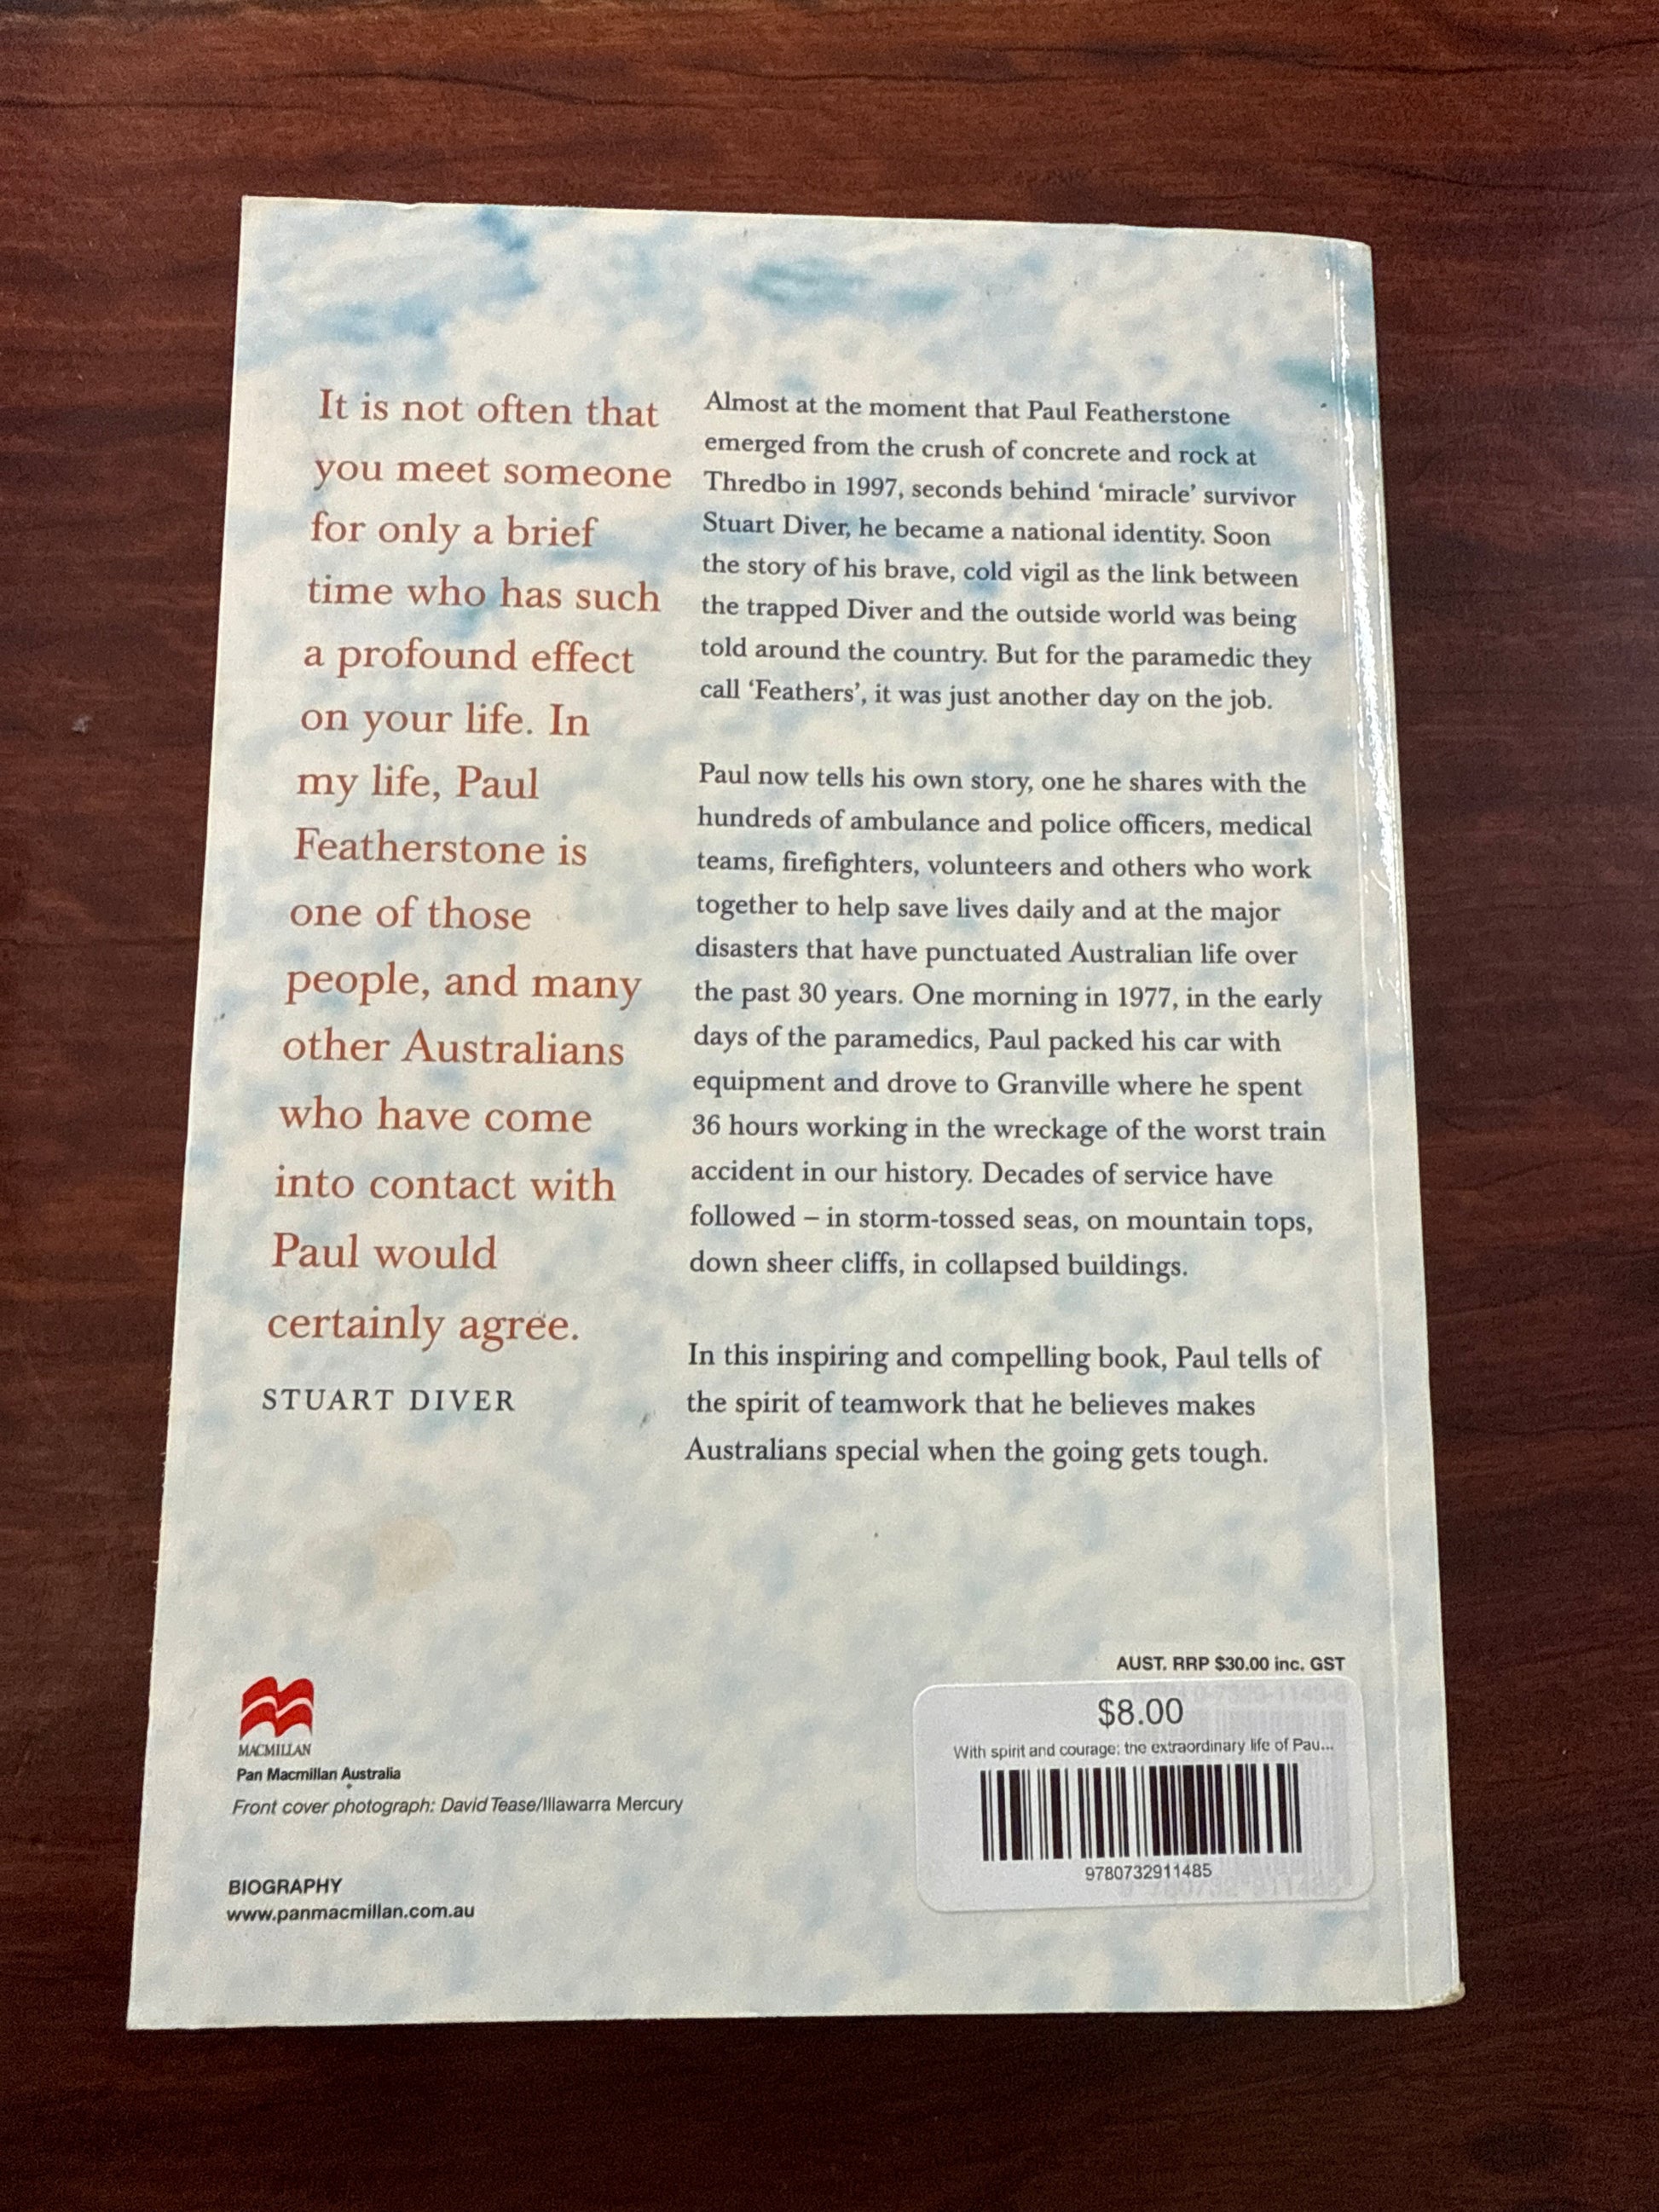 It is not often that
you meet someone
for only a brief
time who has such
a profound effect
on your life. In
my life, Paul
Featherstone is
one of those
people, and many
other Australians
who have come
into contact with
Paul would
certainly agree.
STUART DIVER
Almost at the moment that Paul Featherstone
emerged from the crush of concrete and rock at
Thredbo in 1997, seconds behind ‘miracle’ survivor
Stuart Diver, he became a national identity. Soon
the story of his brave, cold vigil as the link between
the trapped Diver and the outside world was being
told around the country. But for the paramedic they
call ‘Feathers’, it was just another day on the job.
Paul now tells his own story, one he shares with the
hundreds of ambulance and police officers, medical
teams, firefighters, volunteers and others who work
together to help save lives daily and at the major
disasters that have punctuated Australian life over
the past 30 years. One morning in 1977, in the early
days of the paramedics, Paul packed his car with
equipment and drove to Granville where he spent
36 hours working in the wreckage of the worst train
accident in our history. Decades of service have
followed – in storm-tossed seas, on mountain tops,
down sheer cliffs, in collapsed buildings.
In this inspiring and compelling book, Paul tells of
the spirit of teamwork that he believes makes
Australians special when the going gets tough.
MACMILLAN
Pan Macmillan Australia
Front cover photograph: David Tease/Illawarra Mercury
BIOGRAPHY
www.panmacmillan.com.au
AUST. RRP $30.00 inc. GST
$8.00
With spirit and courage: the extraordinary life of Pau...
9780732911485